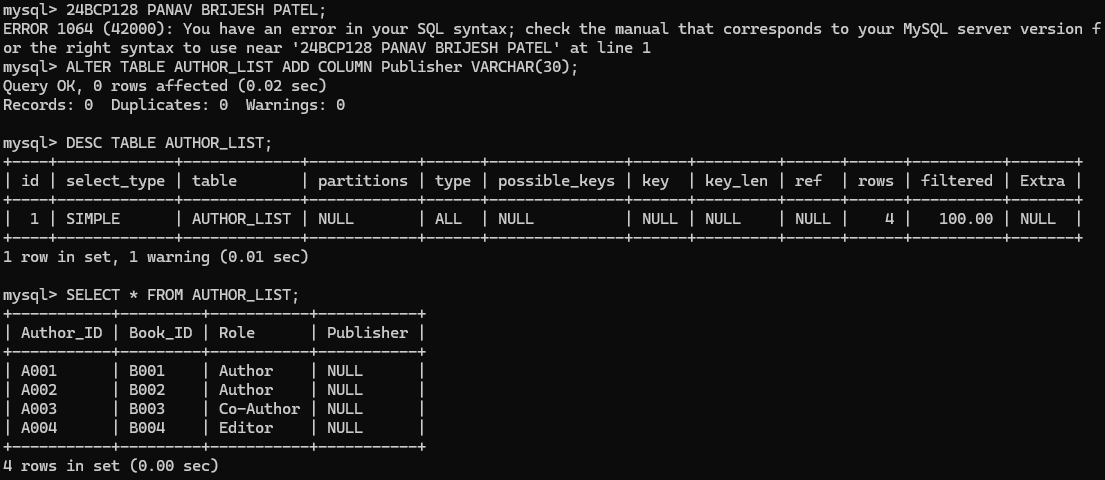 mysql> 24BCP128 PANAV BRIJESH PATEL;
ERROR 1064 (42000): You have an error in your SQL syntax; check the manual that corresponds to your MySQL server version f
or the right syntax to use near '24BCP128 PANAV BRIJESH PATEL' at line 1
mysql> ALTER TABLE AUTHOR_LIST ADD COLUMN Publisher VARCHAR(30);
Query OK, 0 rows affected (0.02 sec)
Records: 0  Duplicates: 0  Warnings: 0

mysql> DESC TABLE AUTHOR_LIST;
+----+-------------+-------------+------------+------+---------------+------+---------+------+------+----------+-------+
| id | select_type | table       | partitions | type | possible_keys | key  | key_len | ref  | rows | filtered | Extra |
+----+-------------+-------------+------------+------+---------------+------+---------+------+------+----------+-------+
|  1 | SIMPLE      | AUTHOR_LIST | NULL       | ALL  | NULL          | NULL | NULL    | NULL |    4 |   100.00 | NULL  |
+----+-------------+-------------+------------+------+---------------+------+---------+------+------+----------+-------+
1 row in set, 1 warning (0.01 sec)

mysql> SELECT * FROM AUTHOR_LIST;
+-----------+---------+-----------+-----------+
| Author_ID | Book_ID | Role      | Publisher |
+-----------+---------+-----------+-----------+
| A001      | B001    | Author    | NULL      |
| A002      | B002    | Author    | NULL      |
| A003      | B003    | Co-Author | NULL      |
| A004      | B004    | Editor    | NULL      |
+-----------+---------+-----------+-----------+
4 rows in set (0.00 sec)